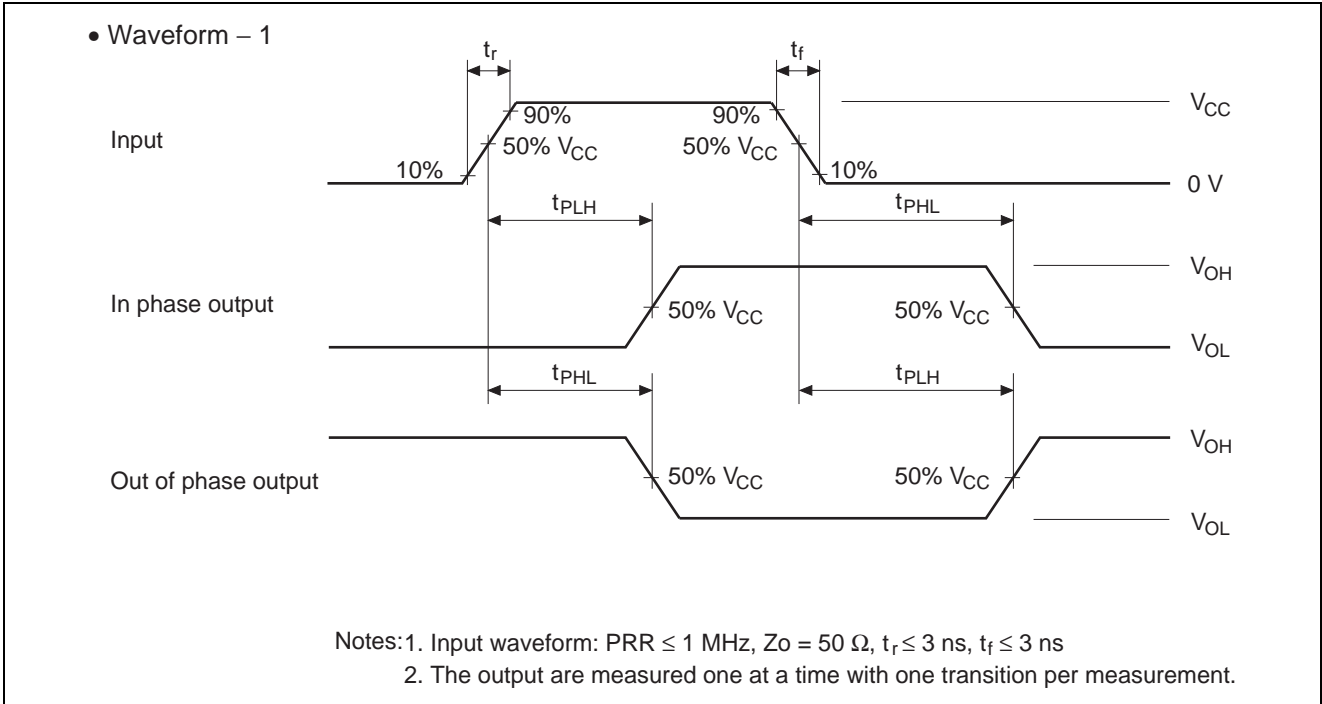 • Waveform – 1
tr tf
Input
90% 90%
VCC
50% VCC 50% VCC
10% 10%
0 V
tPLH tPHL
In phase output
VOH
50% VCC 50% VCC
VOL
tPHL tPLH
Out of phase output
VOH
50% VCC 50% VCC
VOL
Notes:1. Input waveform: PRR ≤ 1 MHz, Zo = 50 Ω, tr ≤ 3 ns, tf ≤ 3 ns
2. The output are measured one at a time with one transition per measurement.